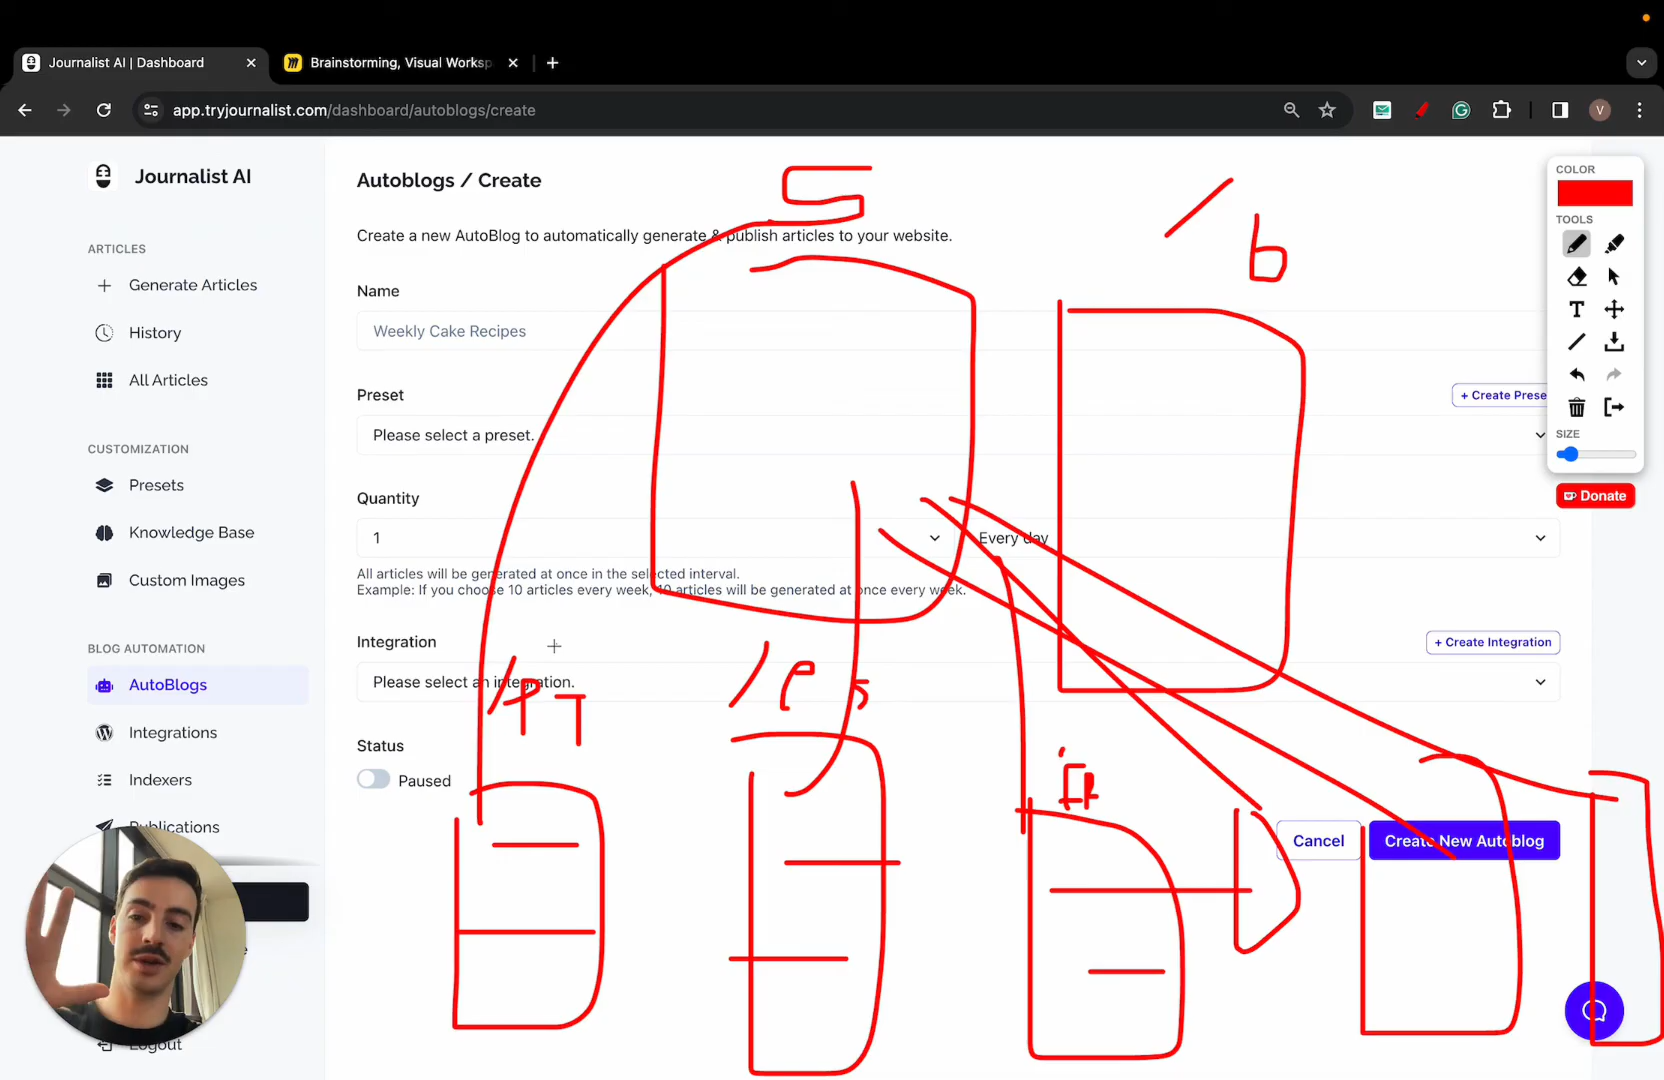 Journalist AI | Dashboard
Brainstorming, Visual Worksp
app.tryjournalist.com/dashboard/autoblogs/create
V
Journalist AI
ARTICLES
Generate Articles
History
All Articles
CUSTOMIZATION
Presets
Knowledge Base
Custom Images
BLOG AUTOMATION
AutoBlogs
Integrations
Indexers
Publications
Logout
Autoblogs / Create
Create a new AutoBlog to automatically generate & publish articles to your website.
Name
Weekly Cake Recipes
Preset
+ Create Prese
Please select a preset.
Quantity
1
Every day
All articles will be generated at once in the selected interval.
Example: If you choose 10 articles every week, 10 articles will be generated at once every week.
Integration
+ Create Integration
Please select an integration.
Status
Paused
Cancel
Create New Autoblog
5
/b
/PT
/es
COLOR
TOOLS
SIZE
Donate